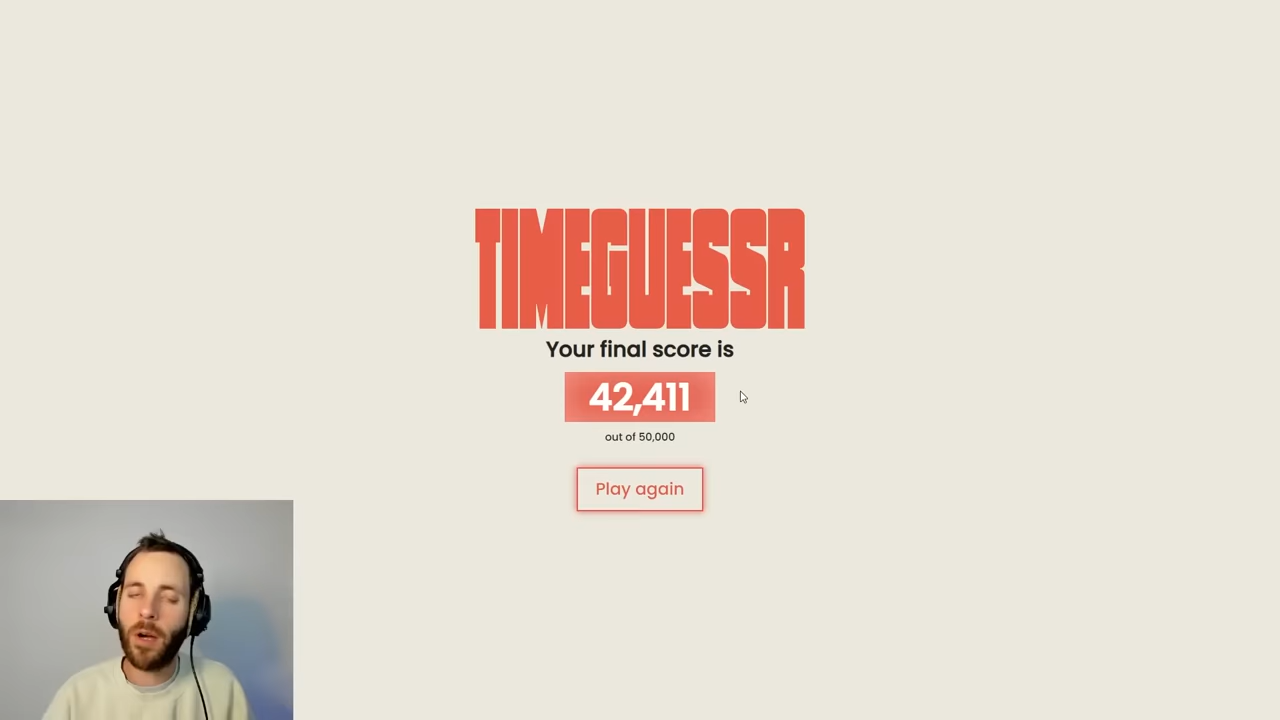 TIMEGUESSR
Your final score is
42,411
out of 50,000
Play again